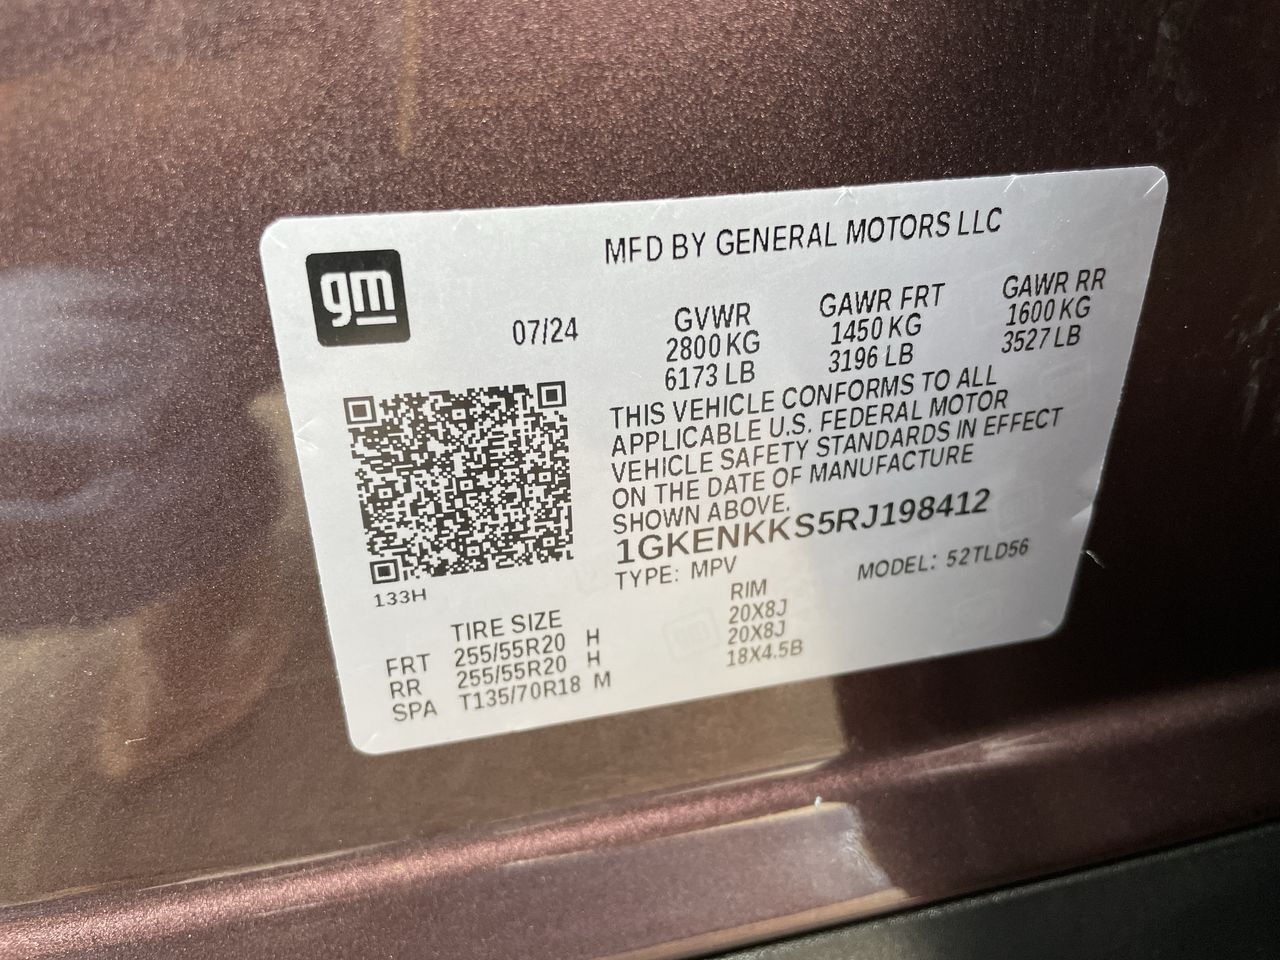 MFD BY GENERAL MOTORS LLC
gm
07/24
GVWR
2800 KG
6173 LB
GAWR FRT
1450 KG
3196 LB
GAWR RR
1600 KG
3527 LB
THIS VEHICLE CONFORMS TO ALL
APPLICABLE U.S. FEDERAL MOTOR
VEHICLE SAFETY STANDARDS IN EFFECT
ON THE DATE OF MANUFACTURE
SHOWN ABOVE.
1GKENKKS5RJ198412
TYPE: MPV MODEL: 52TLD56
133H
TIRE SIZE RIM
FRT 255/55R20 H 20X8J
RR 255/55R20 H 20X8J
SPA T135/70R18 M 18X4.5B